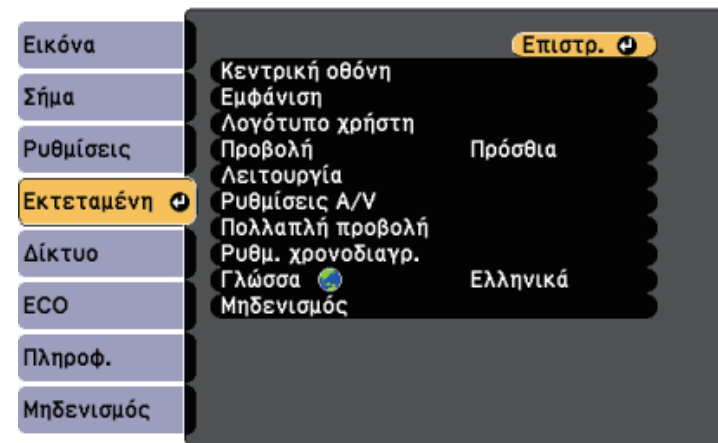 Εικόνα
Σήμα
Ρυθμίσεις
Εκτεταμένη
Δίκτυο
ECO
Πληροφ.
Μηδενισμός
Επιστρ.
Κεντρική οθόνη
Εμφάνιση
Λογότυπο χρήστη
Προβολή Πρόσθια
Λειτουργία
Ρυθμίσεις A/V
Πολλαπλή προβολή
Ρυθμ. χρονοδιαγρ.
Γλώσσα Ελληνικά
Μηδενισμός